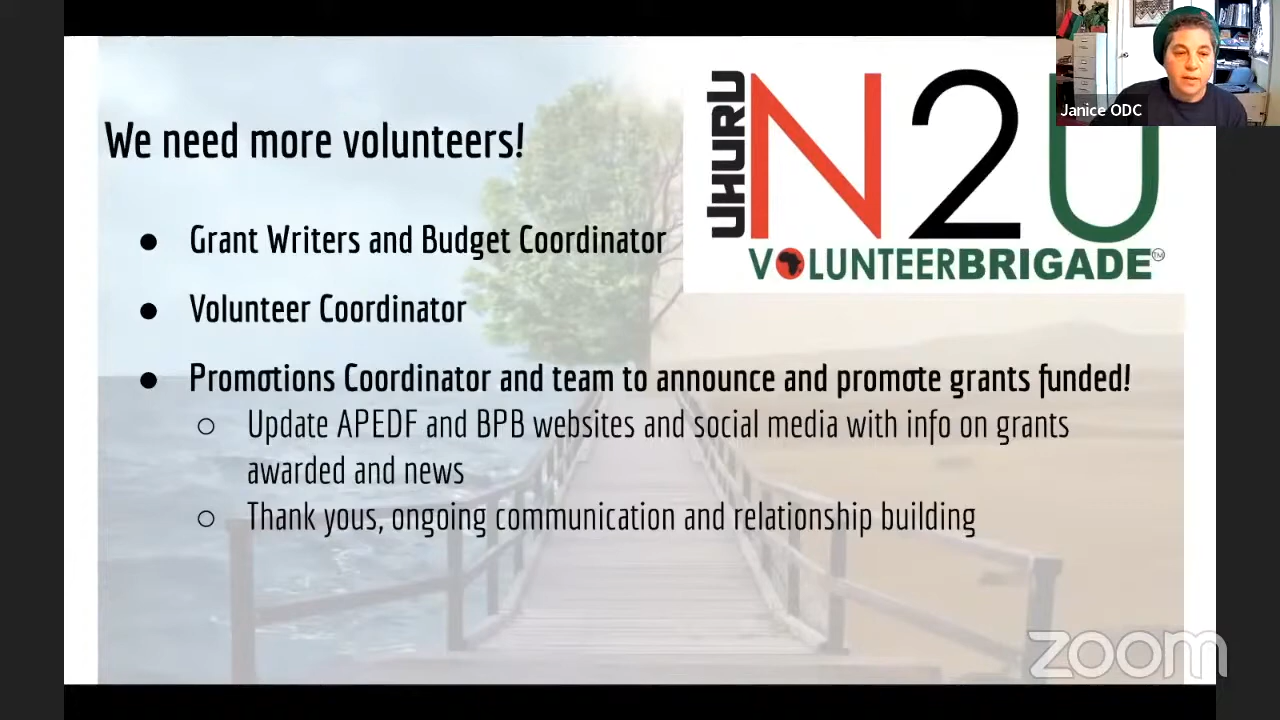 We need more volunteers!
UHURU
N2U
VOLUNTEERBRIGADE™
Janice ODC
● Grant Writers and Budget Coordinator
● Volunteer Coordinator
● Promotions Coordinator and team to announce and promote grants funded!
○ Update APEDF and BPB websites and social media with info on grants
awarded and news
○ Thank yous, ongoing communication and relationship building
zoom